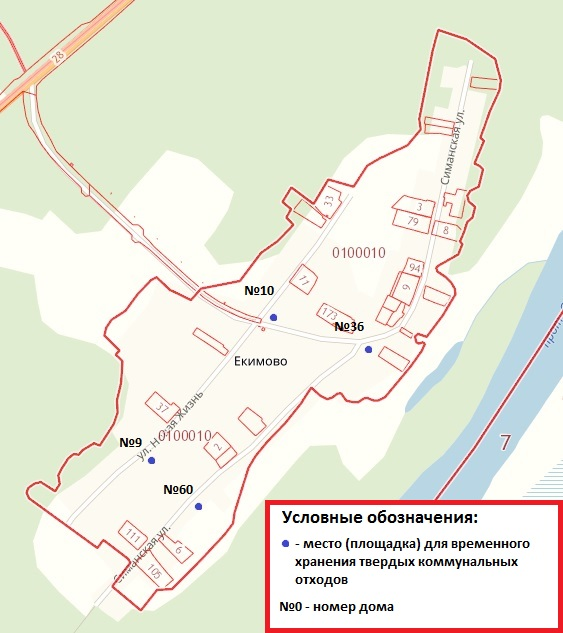 28
Симанская ул.
33
3
79
8
0100010
94
9
11
№10
173
№36
Екимово
37
ул. Новая Жизнь
0100010
2
№9
7
№60
111
Симанская ул.
6
105
Условные обозначения:
- место (площадка) для временного
хранения твердых коммунальных
отходов
№0 - номер дома